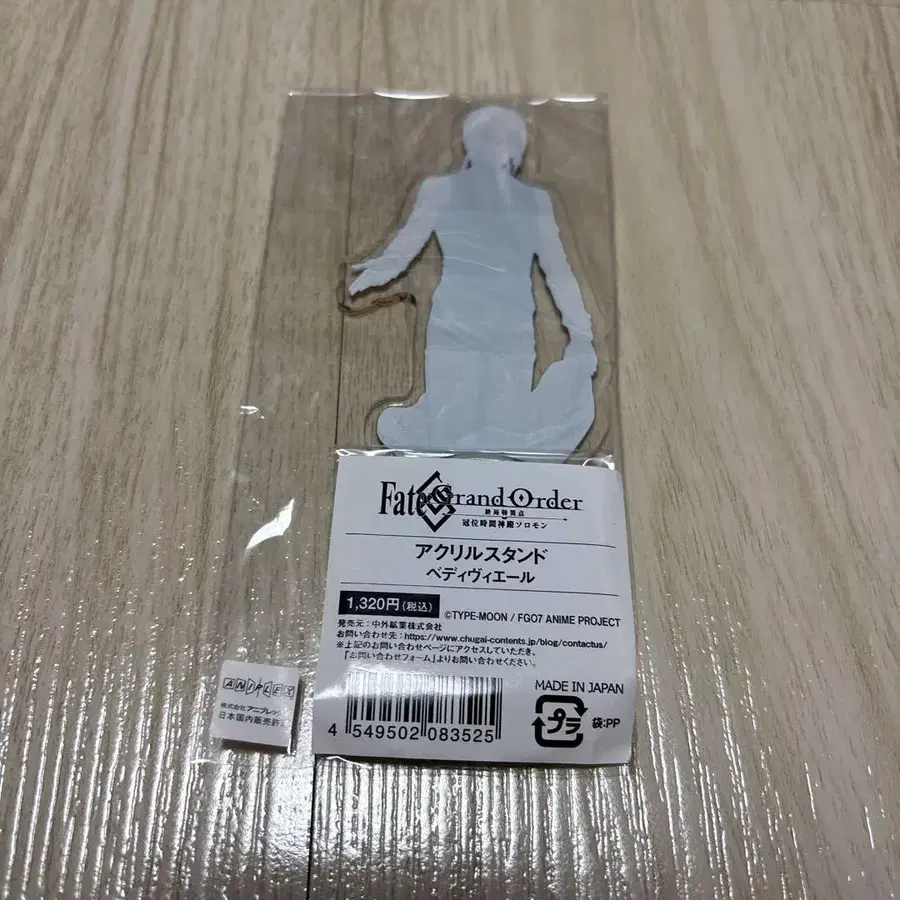 Fate Grand Order
終局特異点
冠位時間神殿ソロモン
アクリルスタンド
ベディヴィエール
1,320円(税込)
©TYPE-MOON / FGO7 ANIME PROJECT
発売元：中外鉱業株式会社
お問い合わせ先：https://www.chugai-contents.jp/blog/contactus/
※上記のお問い合わせページにアクセスしていただき、
「お問い合わせフォーム」よりお問い合わせください。
MADE IN JAPAN
プラ
袋:PP
4 549502 083525
ANIPLEX
株式会社 アニプレッ
日本国内販売許